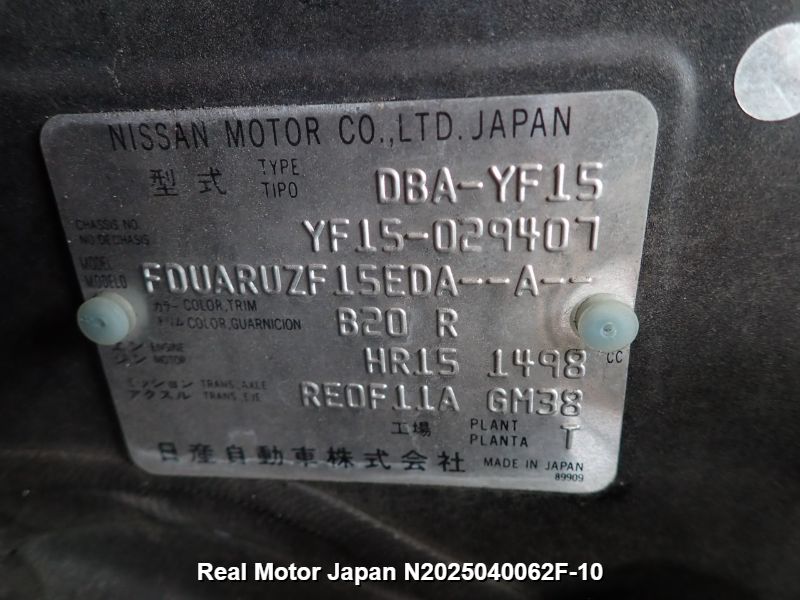 NISSAN MOTOR CO.,LTD. JAPAN
型式 TYPE TIPO DBA-YF15
CHASSIS NO. NO.DECHASIS YF15-029407
MODEL MODELO FDUARUZF15EDA--A--
カラー COLOR,TRIM
トリム COLOR,GUARNICION B20 R
エンジン ENGINE MOTOR HR15 1498 CC
ミッション TRANS,AXLE
アクスル TRANS,EJE RE0F11A GM38
工場 PLANT PLANTA T
日産自動車株式会社 MADE IN JAPAN
89909
Real Motor Japan N2025040062F-10